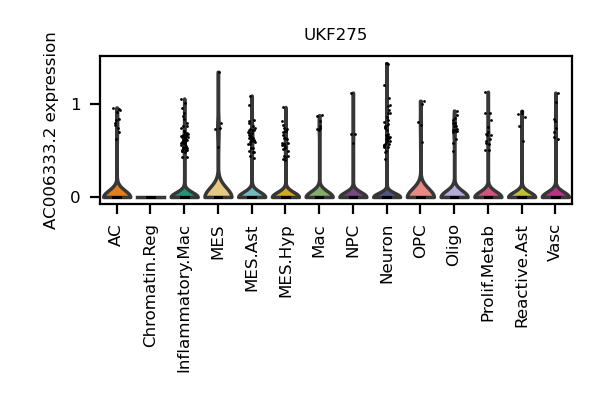 UKF275
AC006333.2 expression
1
0
AC
Chromatin.Reg
Inflammatory.Mac
MES
MES.Ast
MES.Hyp
Mac
NPC
Neuron
OPC
Oligo
Prolif.Metab
Reactive.Ast
Vasc